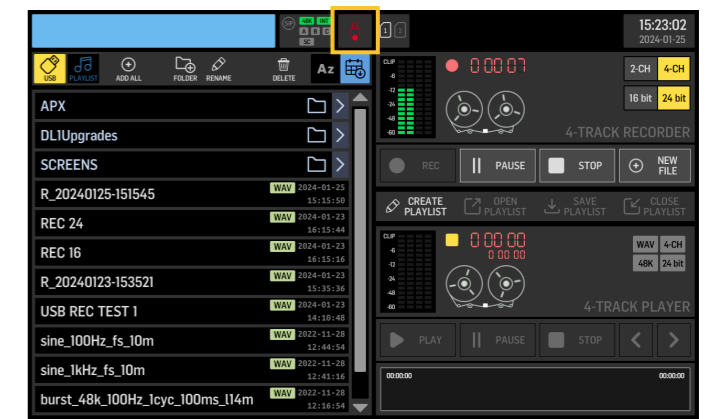 SIP 48K INT
A B C
SC
1 2
15:23:02
2024-01-25
USB
PLAYLIST
ADD ALL
FOLDER
RENAME
DELETE
Az
APX
DL1Upgrades
SCREENS
R_20240125-151545 WAV 2024-01-25
15:15:50
REC 24 WAV 2024-01-23
16:15:44
REC 16 WAV 2024-01-23
16:15:16
R_20240123-153521 WAV 2024-01-23
15:35:36
USB REC TEST 1 WAV 2024-01-23
14:10:48
sine_100Hz_fs_10m WAV 2022-11-28
12:44:54
sine_1kHz_fs_10m WAV 2022-11-28
12:41:16
burst_48k_100Hz_1cyc_100ms_l14m WAV 2022-11-28
12:16:54
CLIP
-6
-12
-24
-48
-60
0 00 07
2-CH 4-CH
16 bit 24 bit
4-TRACK RECORDER
REC
PAUSE
STOP
NEW
FILE
CREATE
PLAYLIST
OPEN
PLAYLIST
SAVE
PLAYLIST
CLOSE
PLAYLIST
CLIP
-6
-12
-24
-48
-60
0 00 00
0 00 00
WAV 4-CH
48K 24 bit
4-TRACK PLAYER
PLAY
PAUSE
STOP
00:00:00
00:00:00